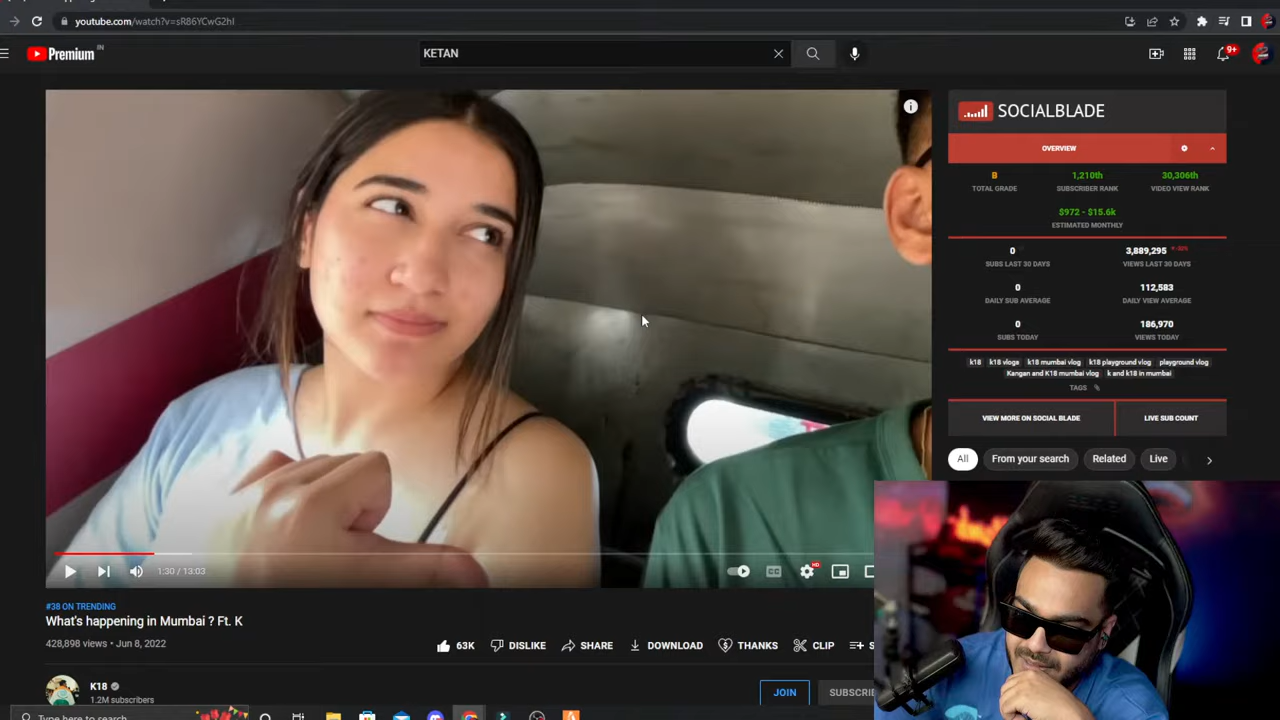 youtube.com/watch?v=sR86YCwG2hI
Premium IN
KETAN
9+
SOCIALBLADE
OVERVIEW
B
1,210th
30,306th
TOTAL GRADE
SUBSCRIBER RANK
VIDEO VIEW RANK
$972 - $15.6k
ESTIMATED MONTHLY
0
3,889,295
SUBS LAST 30 DAYS
VIEWS LAST 30 DAYS
0
112,583
DAILY SUB AVERAGE
DAILY VIEW AVERAGE
0
186,970
SUBS TODAY
VIEWS TODAY
k18 k18 vloga k18 mumbai vlog k18 playground vlog playground vlog
Kangan and K18 mumbai vlog k and k18 in mumbai
TAGS
VIEW MORE ON SOCIAL BLADE
LIVE SUB COUNT
All From your search Related Live
1:30 / 13:03
CC
HD
#38 ON TRENDING
What's happening in Mumbai ? Ft. K
428,898 views • Jun 8, 2022
63K DISLIKE SHARE DOWNLOAD THANKS CLIP S
K18
1.2M subscribers
JOIN
SUBSCRIBE
Type here to search